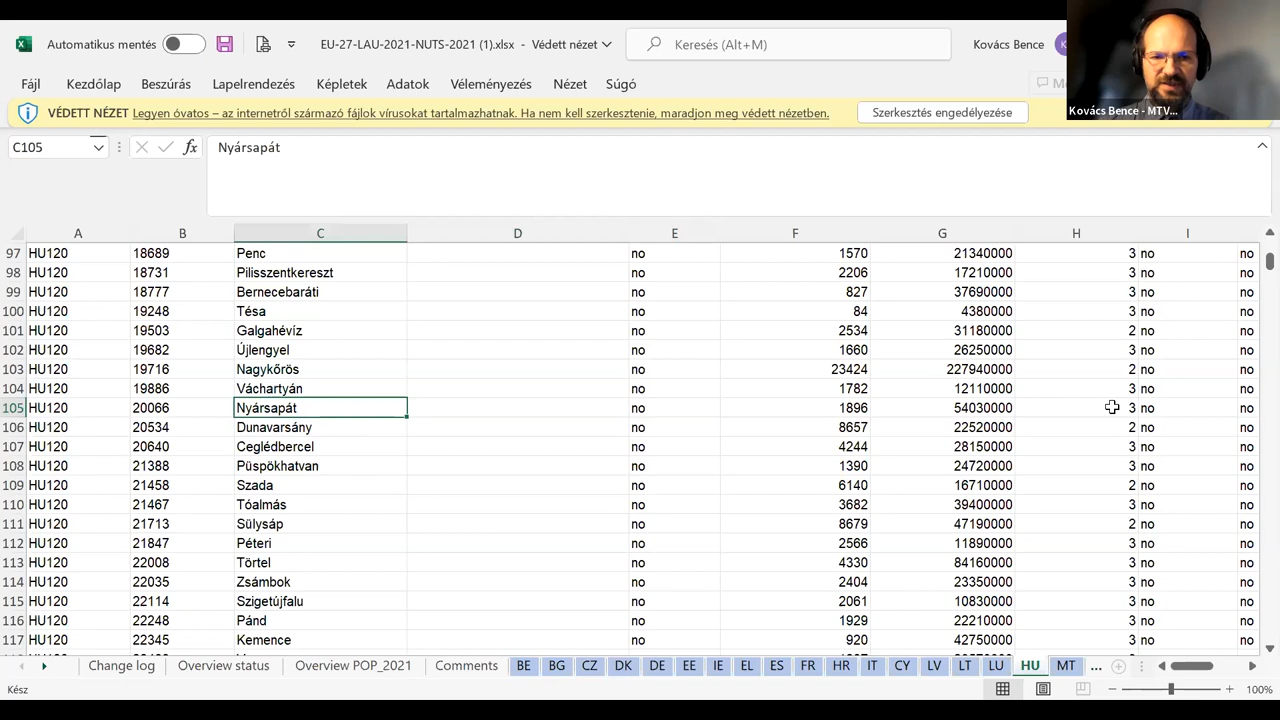 Automatikus mentés EU-27-LAU-2021-NUTS-2021 (1).xlsx - Védett nézet Keresés (Alt+M) Kovács Bence
Fájl Kezdőlap Beszúrás Lapelrendezés Képletek Adatok Véleményezés Nézet Súgó
VÉDETT NÉZET Legyen óvatos – az internetről származó fájlok vírusokat tartalmazhatnak. Ha nem kell szerkesztenie, maradjon meg védett nézetben. Szerkesztés engedélyezése
Kovács Bence - MTV...
C105 fx Nyársapát
A B C D E F G H I
97 HU120 18689 Penc no 1570 21340000 3 no no
98 HU120 18731 Pilisszentkereszt no 2206 17210000 3 no no
99 HU120 18777 Bernecebaráti no 827 37690000 3 no no
100 HU120 19248 Tésa no 84 4380000 3 no no
101 HU120 19503 Galgahévíz no 2534 31180000 2 no no
102 HU120 19682 Újlengyel no 1660 26250000 3 no no
103 HU120 19716 Nagykőrös no 23424 227940000 2 no no
104 HU120 19886 Váchartyán no 1782 12110000 3 no no
105 HU120 20066 Nyársapát no 1896 54030000 3 no no
106 HU120 20534 Dunavarsány no 8657 22520000 2 no no
107 HU120 20640 Ceglédbercel no 4244 28150000 3 no no
108 HU120 21388 Püspökhatvan no 1390 24720000 3 no no
109 HU120 21458 Szada no 6140 16710000 2 no no
110 HU120 21467 Tóalmás no 3682 39400000 3 no no
111 HU120 21713 Sülysáp no 8679 47190000 2 no no
112 HU120 21847 Péteri no 2566 11890000 3 no no
113 HU120 22008 Törtel no 4330 84160000 3 no no
114 HU120 22035 Zsámbok no 2404 23350000 3 no no
115 HU120 22114 Szigetújfalu no 2061 10830000 3 no no
116 HU120 22248 Pánd no 1929 22210000 3 no no
117 HU120 22345 Kemence no 920 42750000 3 no no
Change log Overview status Overview POP_2021 Comments BE BG CZ DK DE EE IE EL ES FR HR IT CY LV LT LU HU MT ...
Kész 100%